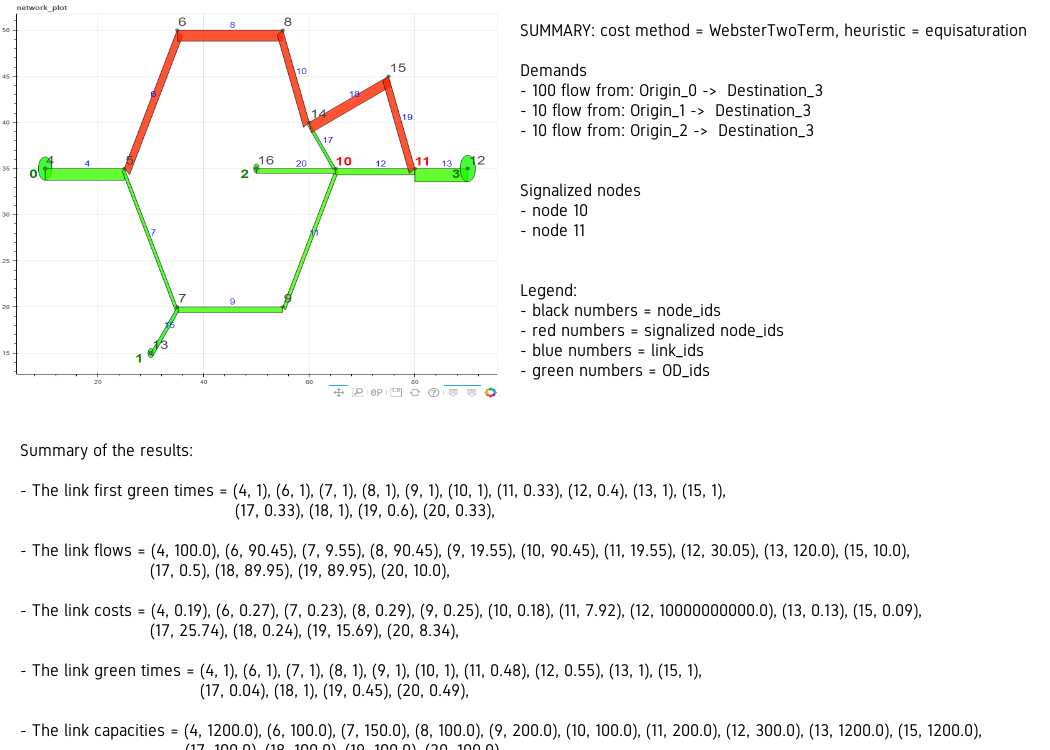 network_plot
50
45
40
35
30
25
20
15
20
40
60
80
6
8
8
15
10
18
6
14
19
17
4
4
5
16
10
11
12
0
2
20
12
13
3
7
11
7
9
9
15
13
1
SUMMARY: cost method = WebsterTwoTerm, heuristic = equisaturation
Demands
- 100 flow from: Origin_0 -> Destination_3
- 10 flow from: Origin_1 -> Destination_3
- 10 flow from: Origin_2 -> Destination_3
Signalized nodes
- node 10
- node 11
Legend:
- black numbers = node_ids
- red numbers = signalized node_ids
- blue numbers = link_ids
- green numbers = OD_ids
Summary of the results:
- The link first green times = (4, 1), (6, 1), (7, 1), (8, 1), (9, 1), (10, 1), (11, 0.33), (12, 0.4), (13, 1), (15, 1),
(17, 0.33), (18, 1), (19, 0.6), (20, 0.33),
- The link flows = (4, 100.0), (6, 90.45), (7, 9.55), (8, 90.45), (9, 19.55), (10, 90.45), (11, 19.55), (12, 30.05), (13, 120.0), (15, 10.0),
(17, 0.5), (18, 89.95), (19, 89.95), (20, 10.0),
- The link costs = (4, 0.19), (6, 0.27), (7, 0.23), (8, 0.29), (9, 0.25), (10, 0.18), (11, 7.92), (12, 10000000000.0), (13, 0.13), (15, 0.09),
(17, 25.74), (18, 0.24), (19, 15.69), (20, 8.34),
- The link green times = (4, 1), (6, 1), (7, 1), (8, 1), (9, 1), (10, 1), (11, 0.48), (12, 0.55), (13, 1), (15, 1),
(17, 0.04), (18, 1), (19, 0.45), (20, 0.49),
- The link capacities = (4, 1200.0), (6, 100.0), (7, 150.0), (8, 100.0), (9, 200.0), (10, 100.0), (11, 200.0), (12, 300.0), (13, 1200.0), (15, 1200.0),
(17, 100.0), (18, 100.0), (19, 100.0), (20, 100.0),